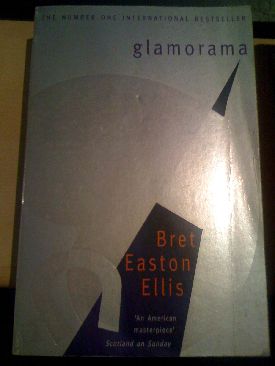 THE NUMBER ONE INTERNATIONAL BESTSELLER
glamorama
Bret
Easton
Ellis
'An American
masterpiece'
Scotland on Sunday